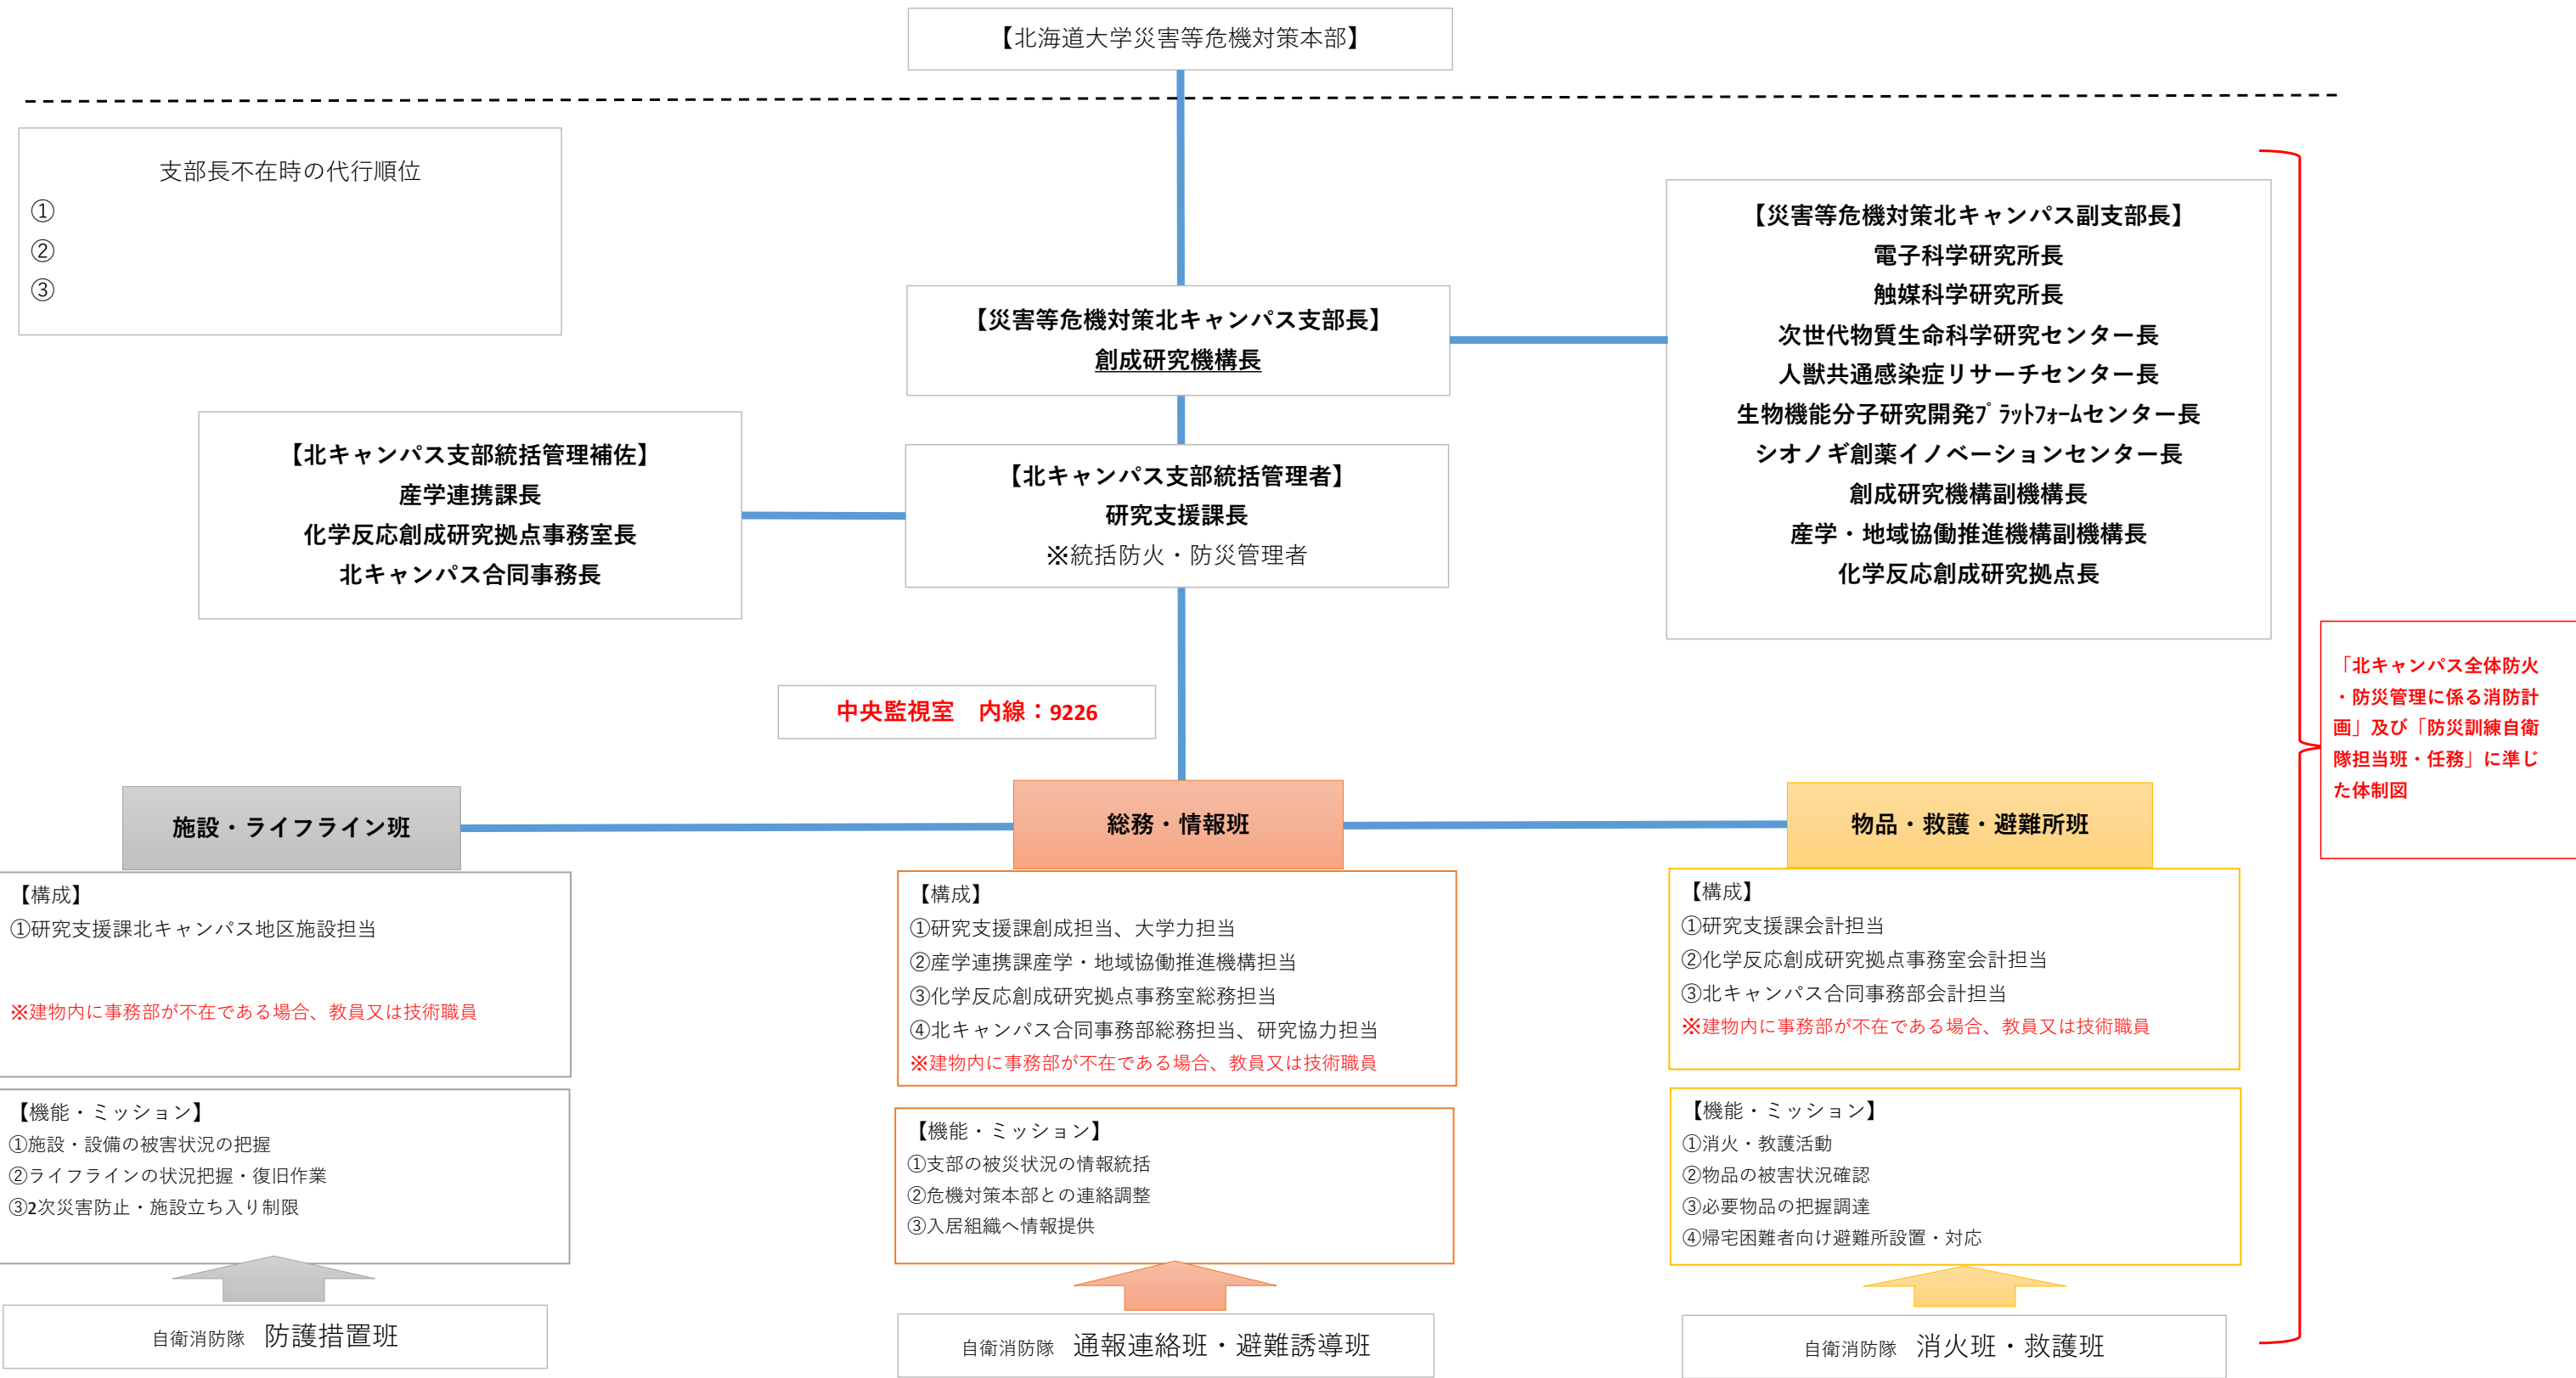 【北海道大学災害等危機対策本部】
支部長不在時の代行順位
①
②
③
【災害等危機対策北キャンパス支部長】
創成研究機構長
【災害等危機対策北キャンパス副支部長】
電子科学研究所長
触媒科学研究所長
次世代物質生命科学研究センター長
人獣共通感染症リサーチセンター長
生物機能分子研究開発ﾌﾟﾗｯﾄﾌｫｰﾑセンター長
シオノギ創薬イノベーションセンター長
創成研究機構副機構長
産学・地域協働推進機構副機構長
化学反応創成研究拠点長
【北キャンパス支部統括管理補佐】
産学連携課長
化学反応創成研究拠点事務室長
北キャンパス合同事務長
【北キャンパス支部統括管理者】
研究支援課長
※統括防火・防災管理者
「北キャンパス全体防火
・防災管理に係る消防計
画」及び「防災訓練自衛
隊担当班・任務」に準じ
た体制図
中央監視室　内線：9226
施設・ライフライン班
【構成】
①研究支援課北キャンパス地区施設担当
※建物内に事務部が不在である場合、教員又は技術職員
【機能・ミッション】
①施設・設備の被害状況の把握
②ライフラインの状況把握・復旧作業
③2次災害防止・施設立ち入り制限
自衛消防隊　防護措置班
総務・情報班
【構成】
①研究支援課創成担当、大学力担当
②産学連携課産学・地域協働推進機構担当
③化学反応創成研究拠点事務室総務担当
④北キャンパス合同事務部総務担当、研究協力担当
※建物内に事務部が不在である場合、教員又は技術職員
【機能・ミッション】
①支部の被災状況の情報統括
②危機対策本部との連絡調整
③入居組織へ情報提供
自衛消防隊　通報連絡班・避難誘導班
物品・救護・避難所班
【構成】
①研究支援課会計担当
②化学反応創成研究拠点事務室会計担当
③北キャンパス合同事務部会計担当
※建物内に事務部が不在である場合、教員又は技術職員
【機能・ミッション】
①消火・教護活動
②物品の被害状況確認
③必要物品の把握調達
④帰宅困難者向け避難所設置・対応
自衛消防隊　消火班・救護班